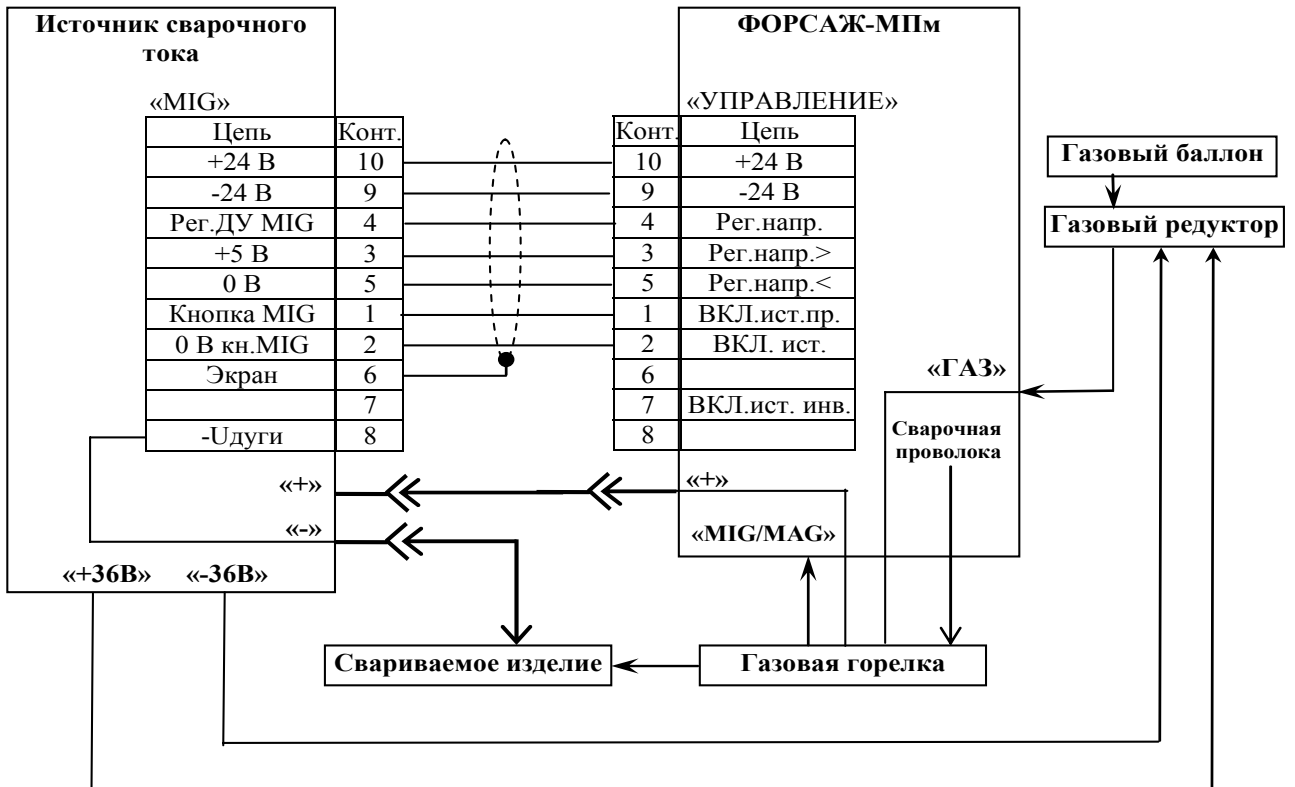 Источник сварочного
тока
«MIG»
Цепь Конт.
+24 В 10
-24 В 9
Рег.ДУ MIG 4
+5 В 3
0 В 5
Кнопка MIG 1
0 В кн.MIG 2
Экран 6
7
-Uдуги 8
«+»
«-»
«+36В» «-36В»
ФОРСАЖ-МПм
«УПРАВЛЕНИЕ»
Конт. Цепь
10 +24 В
9 -24 В
4 Рег.напр.
3 Рег.напр.>
5 Рег.напр.<
1 ВКЛ.ист.пр.
2 ВКЛ. ист.
6
7 ВКЛ.ист. инв.
8
«+»
«MIG/MAG»
«ГАЗ»
Сварочная
проволока
Газовый баллон
Газовый редуктор
Свариваемое изделие
Газовая горелка